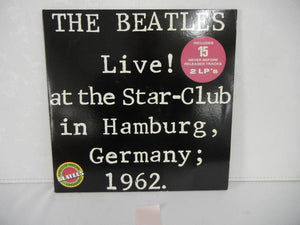 THE BEATLES
Live!
at the Star-Club
in Hamburg,
Germany;
1962.
INCLUDES
15
NEVER-BEFORE
RELEASED TRACKS
2 LP's
BEATLES